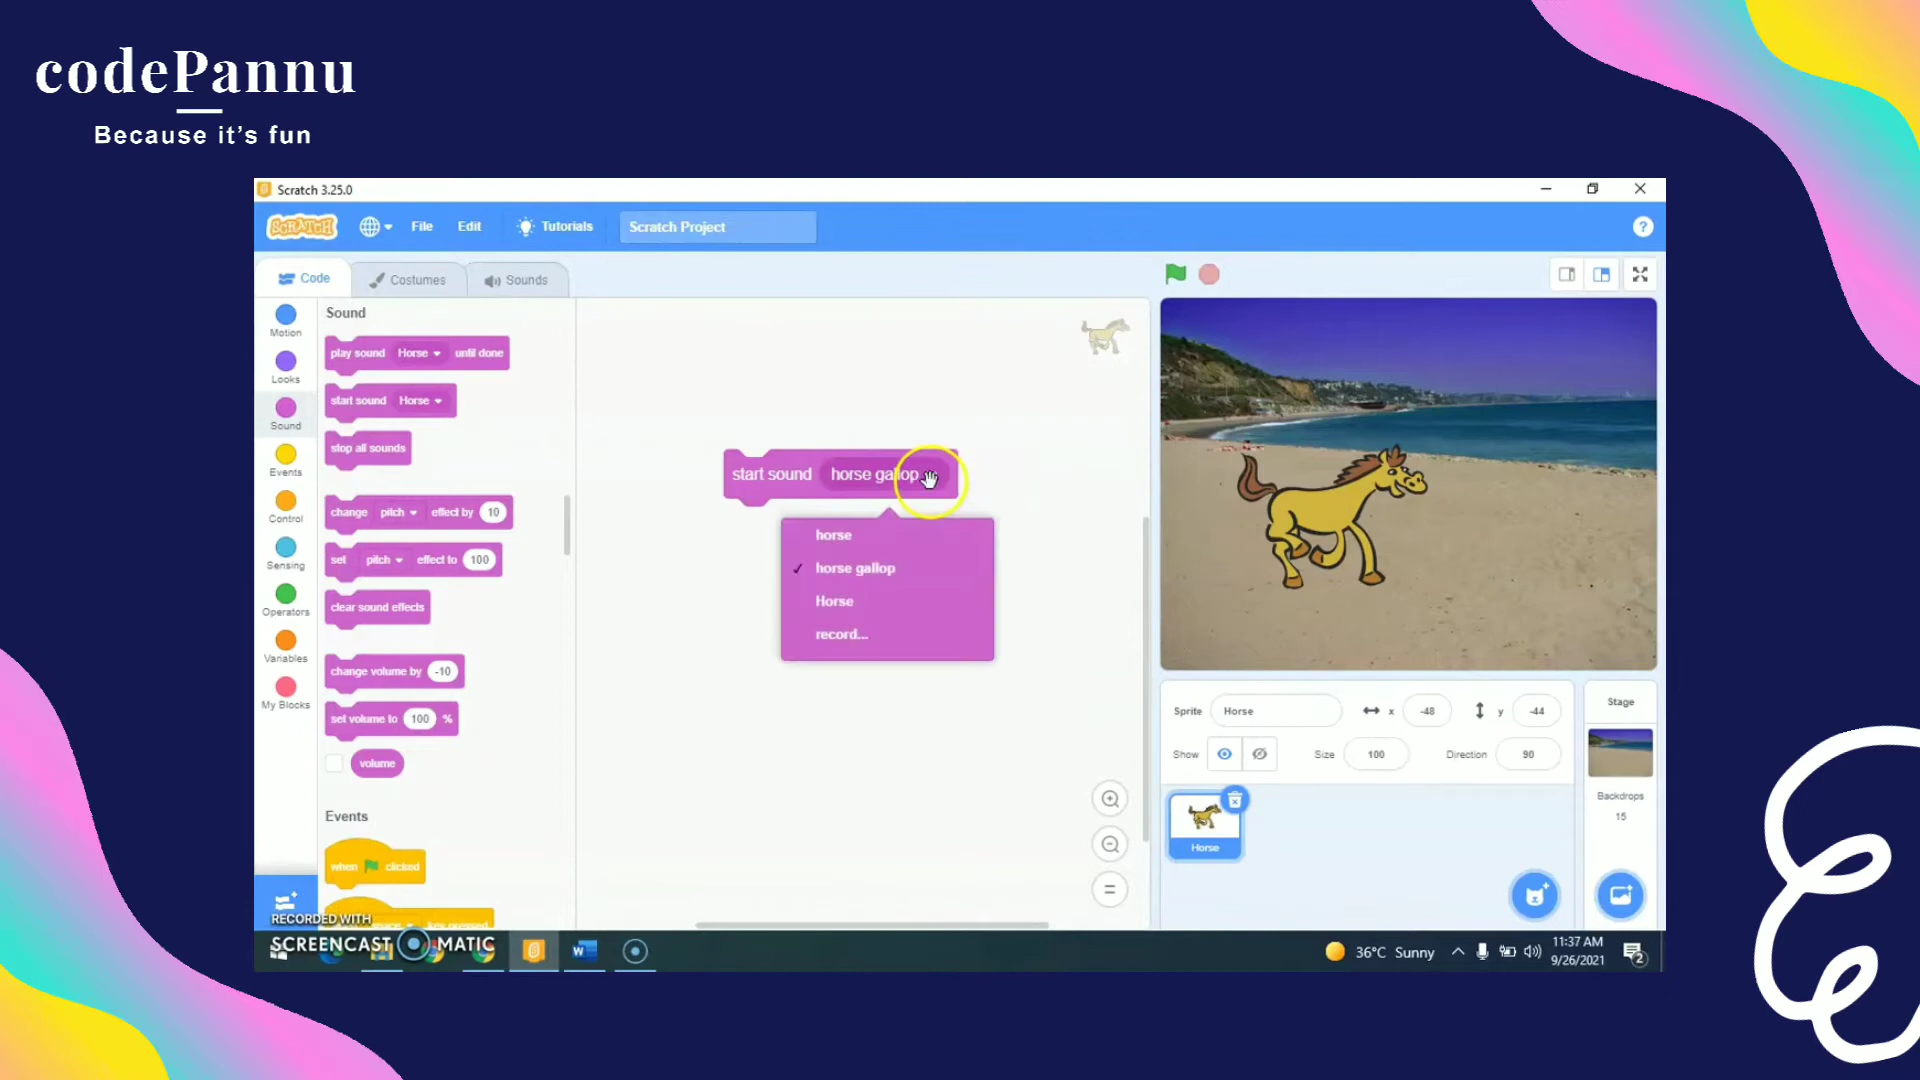 codePannu
Because it's fun
Scratch 3.25.0
SCRATCH
File
Edit
Tutorials
Scratch Project
?
Code
Costumes
Sounds
Motion
Looks
Sound
Events
Control
Sensing
Operators
Variables
My Blocks
Sound
play sound Horse until done
start sound Horse
stop all sounds
change pitch effect by 10
set pitch effect to 100
clear sound effects
change volume by -10
set volume to 100 %
volume
Events
when clicked
key pressed
start sound horse gallop
horse
✓ horse gallop
Horse
record...
Sprite Horse x -48 y -44
Show Size 100 Direction 90
Horse
Stage
Backdrops
15
RECORDED WITH
SCREENCAST MATIC
W
36°C Sunny
11:37 AM
9/26/2021
2